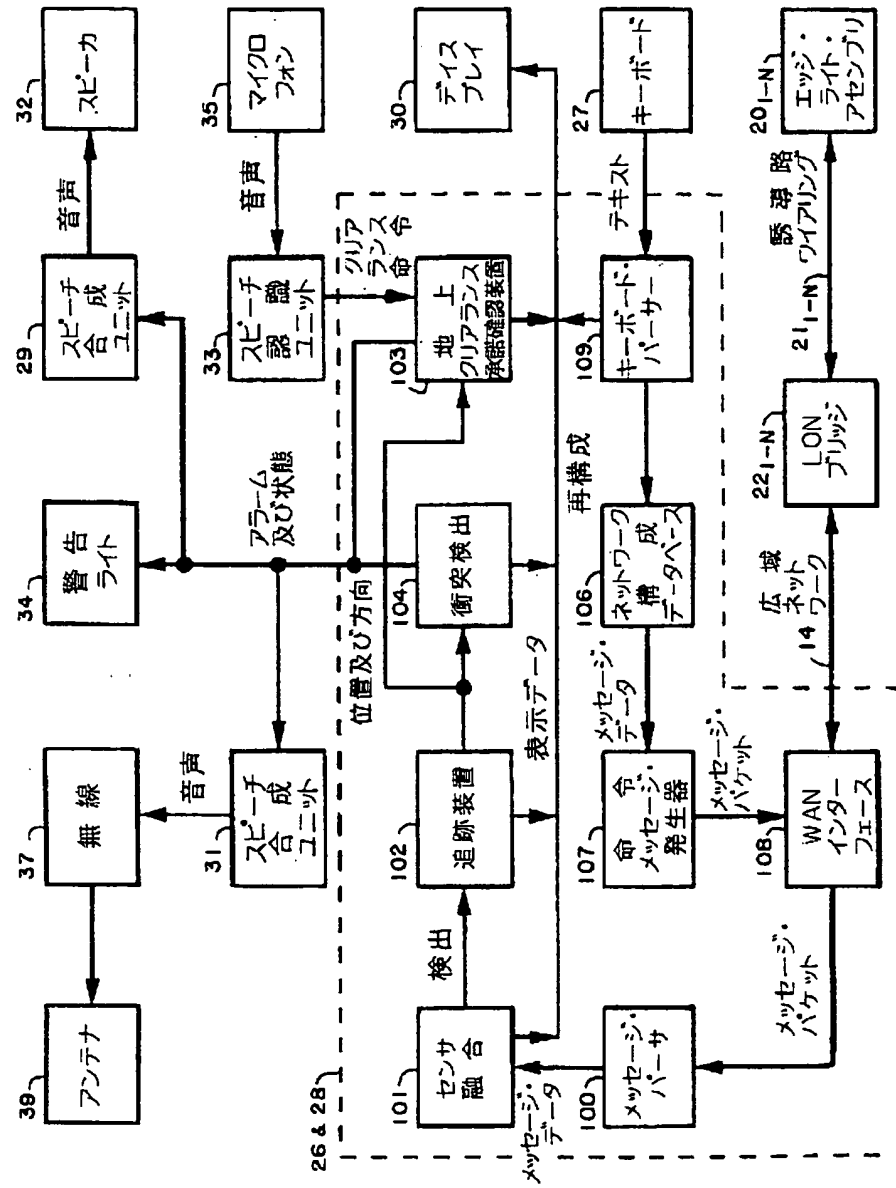 39
アンテナ
37
無線
34
警告
ライト
29
スピーチ
合成
ユニット
音声
32
スピーカ
音声
31
スピーチ
合成
ユニット
アラーム
及び状態
33
スピーチ
認識
ユニット
音声
35
マイクロ
フォン
26 & 28
位置及び方向
クリア
ランス
命令
101
センサ
融合
検出
102
追跡装置
104
衝突検出
103
地上
クリアランス
承諾確認装置
30
ディス
プレイ
メッセージ・
データ
表示データ
再構成
テキスト
100
メッセージ・
パーサ
107
命令
メッセージ・
発生器
メッセージ・
データ
106
ネットワーク
構成
データベース
109
キーボード・
パーサー
27
キーボード
メッセージ・
パケット
メッセージ・
パケット
108
WAN
インター
フェース
14
広域
ネット
ワーク
22 1-N
LON
ブリッジ
21 1-N
誘導路
ワイアリング
20 1-N
エッジ・
ライト・
アセンブリ